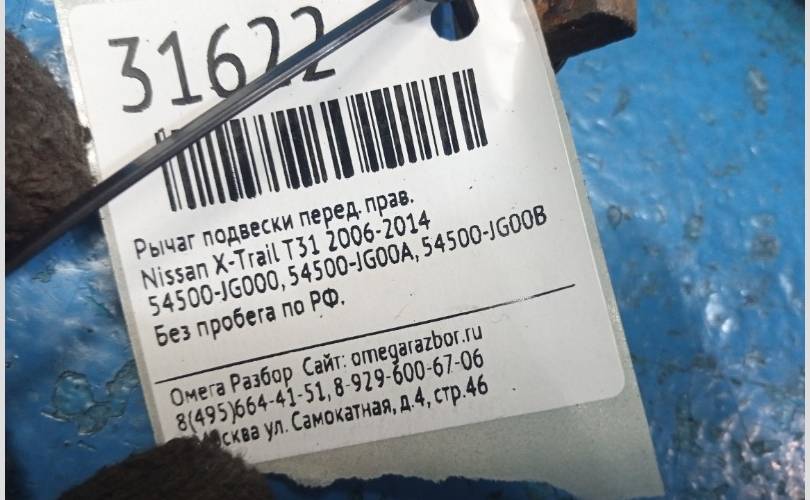 31622
Рычаг подвески перед. прав.
Nissan X-Trail T31 2006-2014
54500-JG000, 54500-JG00A, 54500-JG00B
Без пробега по РФ.
Омега Разбор Сайт: omegarazbor.ru
8(495)664-41-51, 8-929-600-67-06
ул. Самокатная, д.4, стр.46